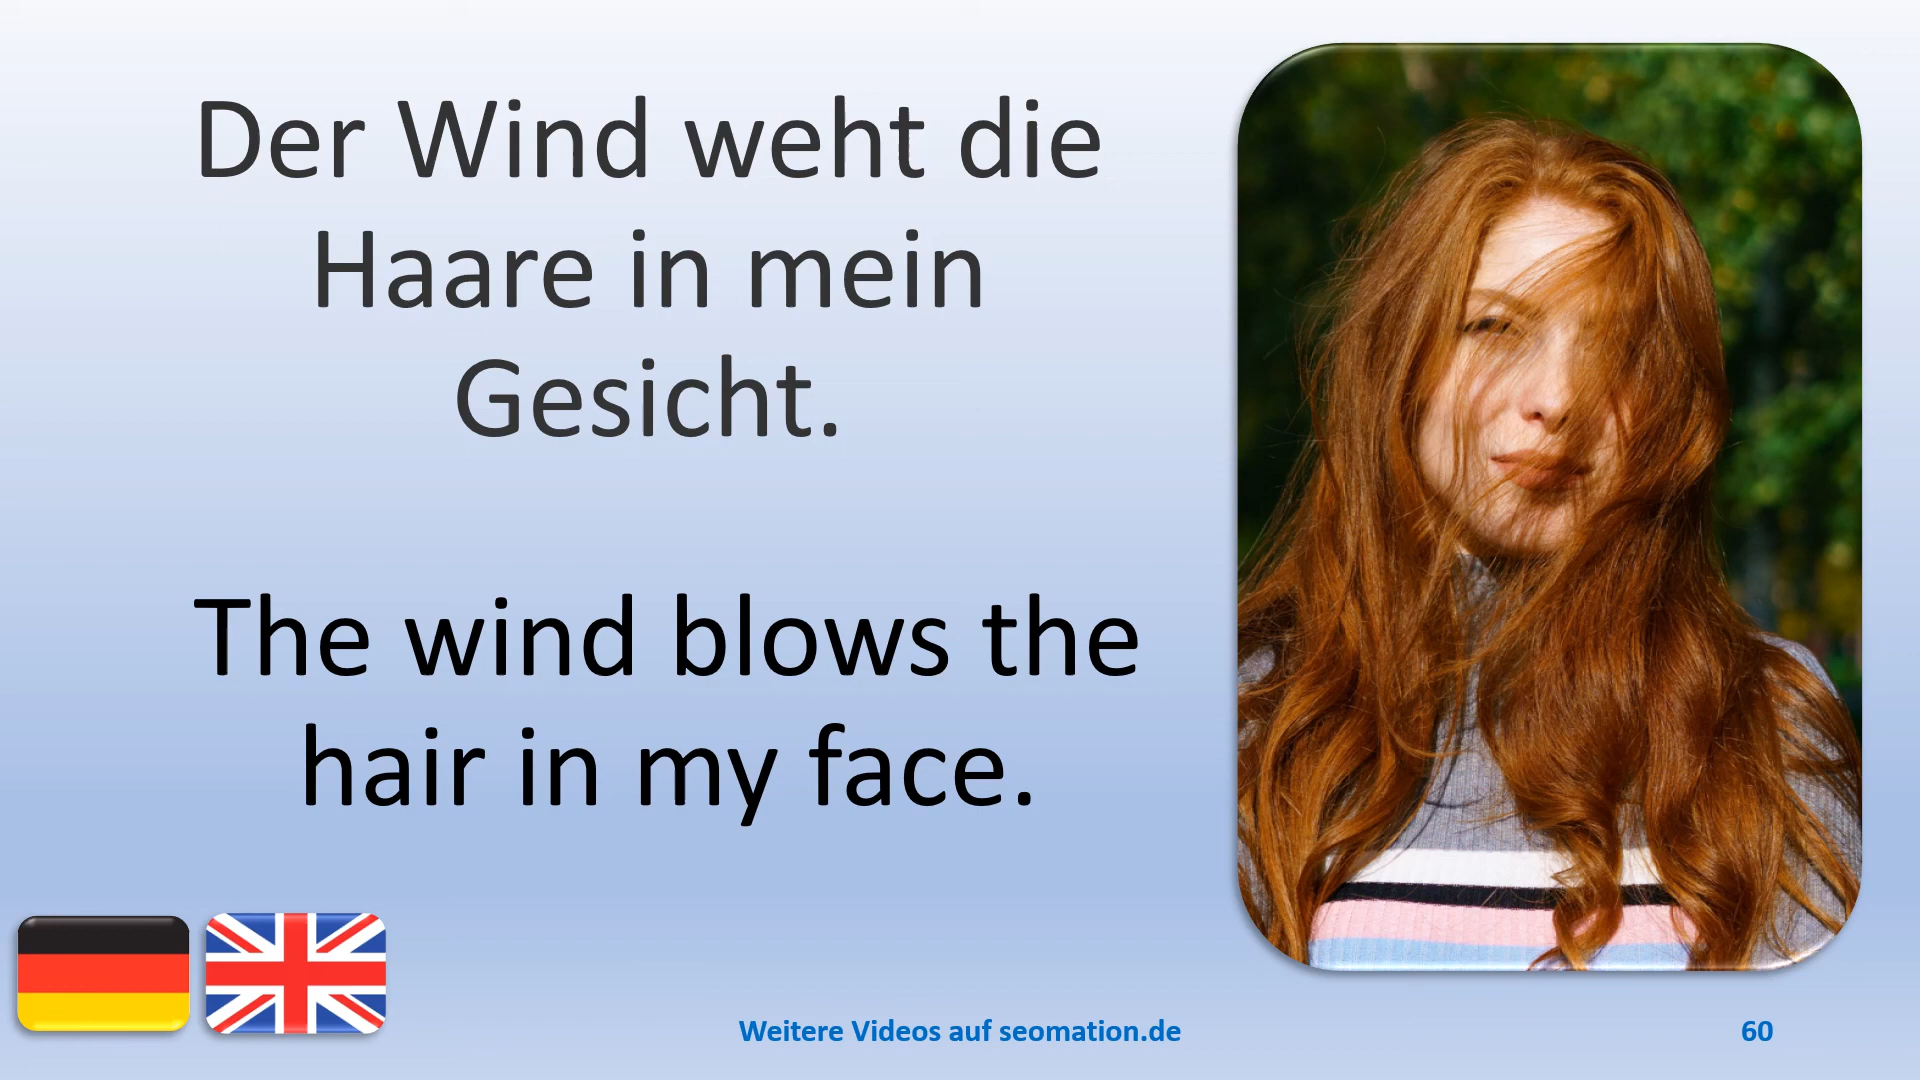 Der Wind weht die
Haare in mein
Gesicht.
The wind blows the
hair in my face.
Weitere Videos auf seomation.de
60